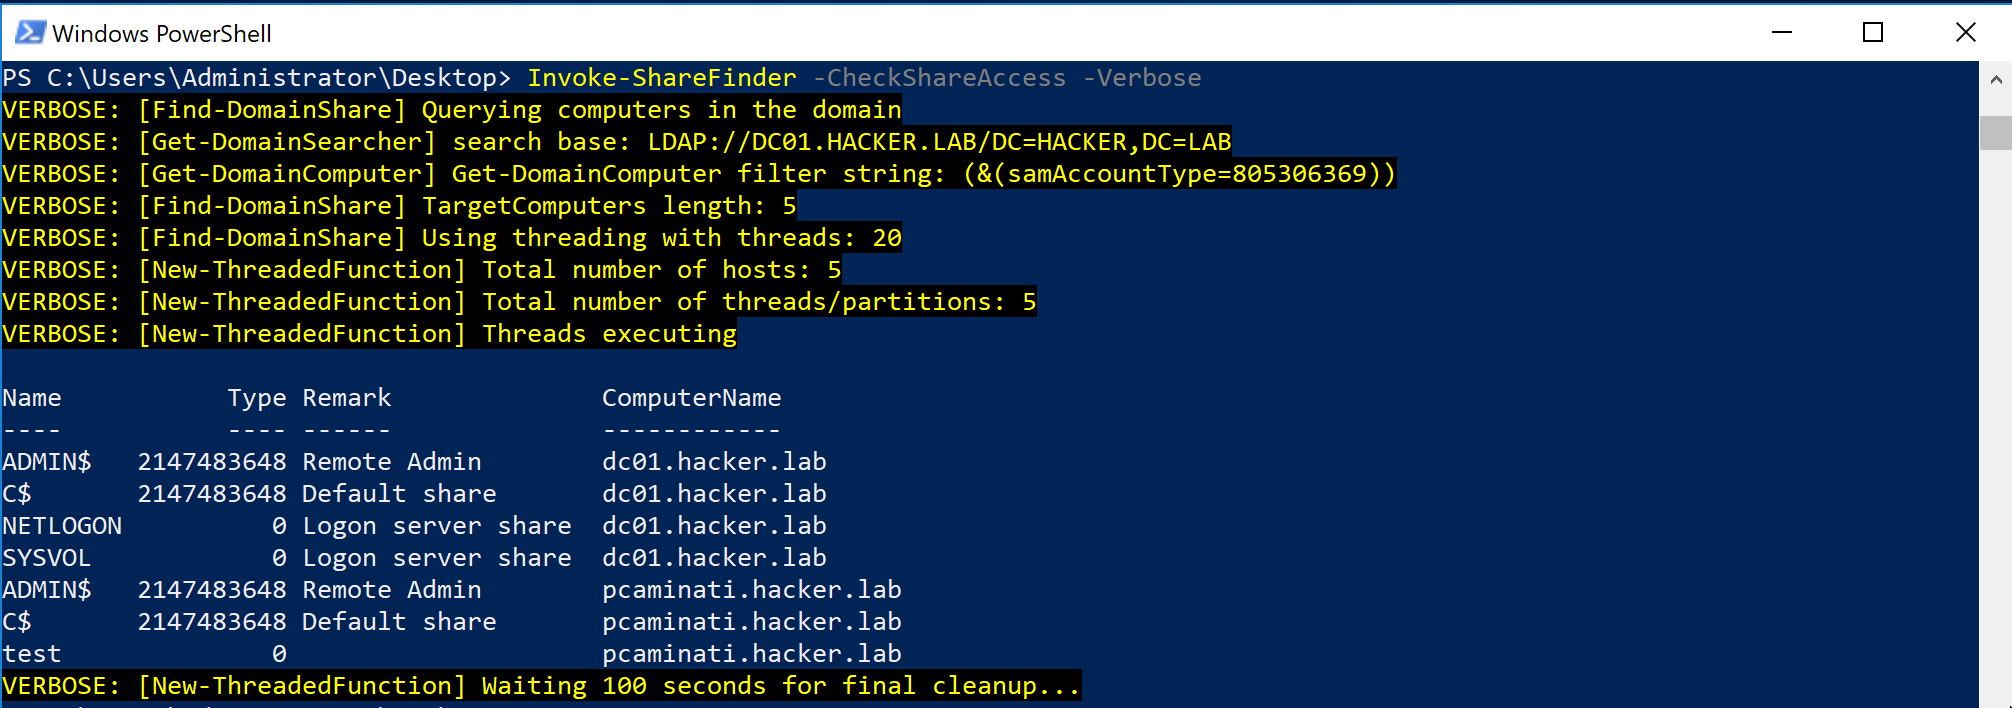 Windows PowerShell
PS C:\Users\Administrator\Desktop> Invoke-ShareFinder -CheckShareAccess -Verbose
VERBOSE: [Find-DomainShare] Querying computers in the domain
VERBOSE: [Get-DomainSearcher] search base: LDAP://DC01.HACKER.LAB/DC=HACKER,DC=LAB
VERBOSE: [Get-DomainComputer] Get-DomainComputer filter string: (&(samAccountType=805306369))
VERBOSE: [Find-DomainShare] TargetComputers length: 5
VERBOSE: [Find-DomainShare] Using threading with threads: 20
VERBOSE: [New-ThreadedFunction] Total number of hosts: 5
VERBOSE: [New-ThreadedFunction] Total number of threads/partitions: 5
VERBOSE: [New-ThreadedFunction] Threads executing
Name           Type Remark              ComputerName
----           ---- ------              ------------
ADMIN$   2147483648 Remote Admin        dc01.hacker.lab
C$       2147483648 Default share       dc01.hacker.lab
NETLOGON          0 Logon server share  dc01.hacker.lab
SYSVOL            0 Logon server share  dc01.hacker.lab
ADMIN$   2147483648 Remote Admin        pcaminati.hacker.lab
C$       2147483648 Default share       pcaminati.hacker.lab
test              0                     pcaminati.hacker.lab
VERBOSE: [New-ThreadedFunction] Waiting 100 seconds for final cleanup...